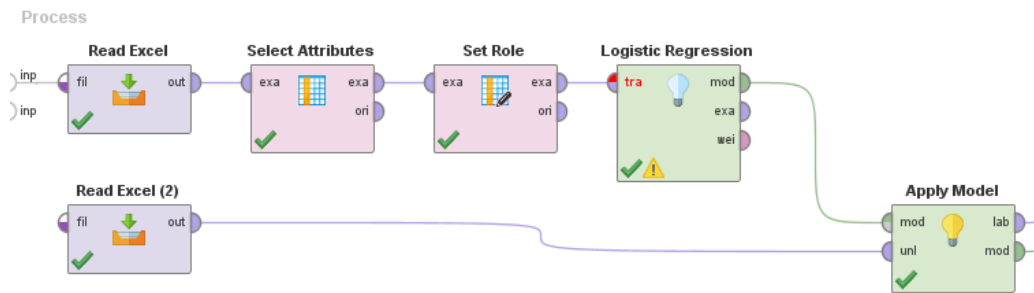 Process
Read Excel
Select Attributes
Set Role
Logistic Regression
inp
fil
out
exa
exa
exa
exa
tra
mod
inp
ori
ori
exa
wei
Read Excel (2)
Apply Model
fil
out
mod
lab
unl
mod